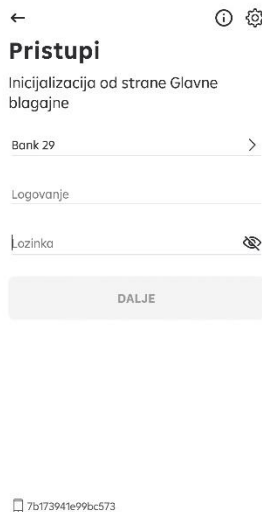 Pristupi
Inicijalizacija od strane Glavne
blagajne
Bank 29
Logovanje
Lozinka
DALJE
7b173941e99bc573